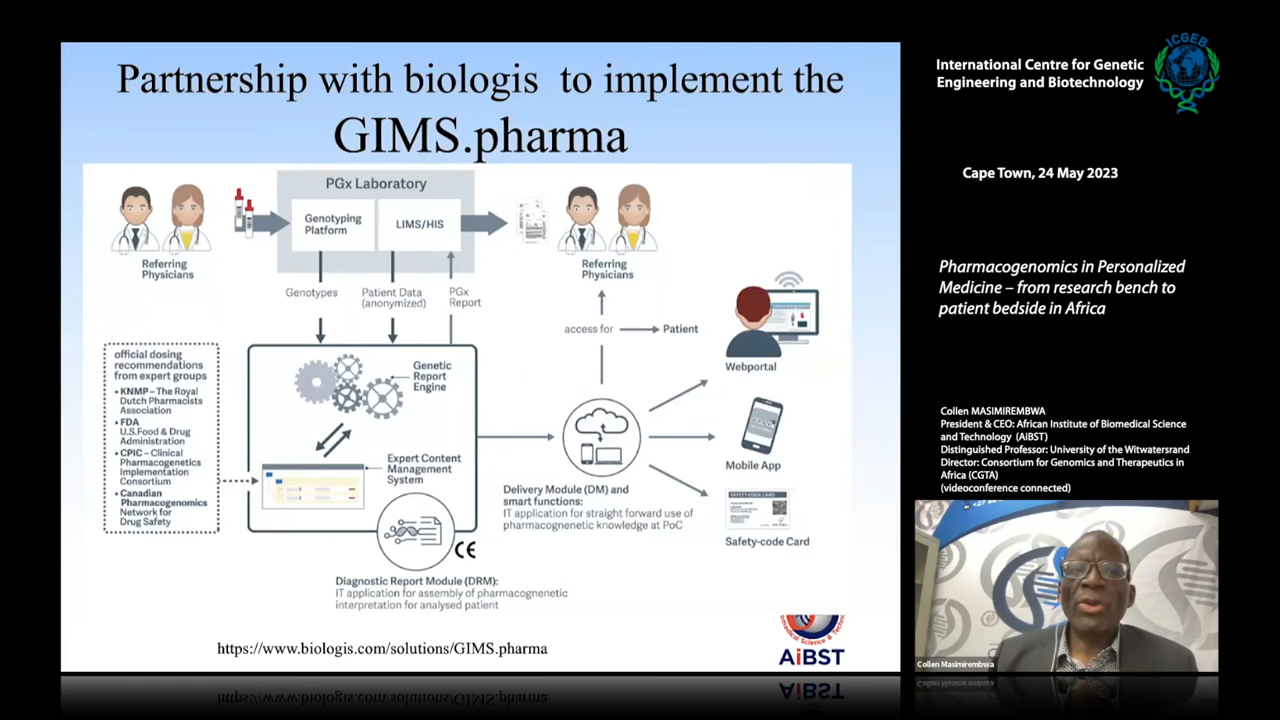 Partnership with biologis to implement the
GIMS.pharma
PGx Laboratory
Genotyping
Platform
LIMS/HIS
Referring
Physicians
Referring
Physicians
Genotypes
Patient Data
(anonymized)
PGx
Report
access for
Patient
Webportal
official dosing
recommendations
from expert groups
• KNMP – The Royal
Dutch Pharmacists
Association
• FDA
U.S.Food & Drug
Administration
• CPIC – Clinical
Pharmacogenetics
Implementation
Consortium
• Canadian
Pharmacogenomics
Network for
Drug Safety
Genetic
Report
Engine
Expert Content
Management
System
CE
Diagnostic Report Module (DRM):
IT application for assembly of pharmacognenetic
interpretation for analysed patient
Delivery Module (DM) and
smart functions:
IT application for straight forward use of
pharmacognenetic knowledge at PoC
Mobile App
SAFETY-CODE CARD
Safety-code Card
https://www.biologis.com/solutions/GIMS.pharma
AiBST
International Centre for Genetic
Engineering and Biotechnology
ICGEB
Cape Town, 24 May 2023
Pharmacogenomics in Personalized
Medicine – from research bench to
patient bedside in Africa
Collen MASIMIREMBWA
President & CEO: African Institute of Biomedical Science
and Technology (AiBST)
Distinguished Professor: University of the Witwatersrand
Director: Consortium for Genomics and Therapeutics in
Africa (CGTA)
(videoconference connected)
Collen Masimirembwa